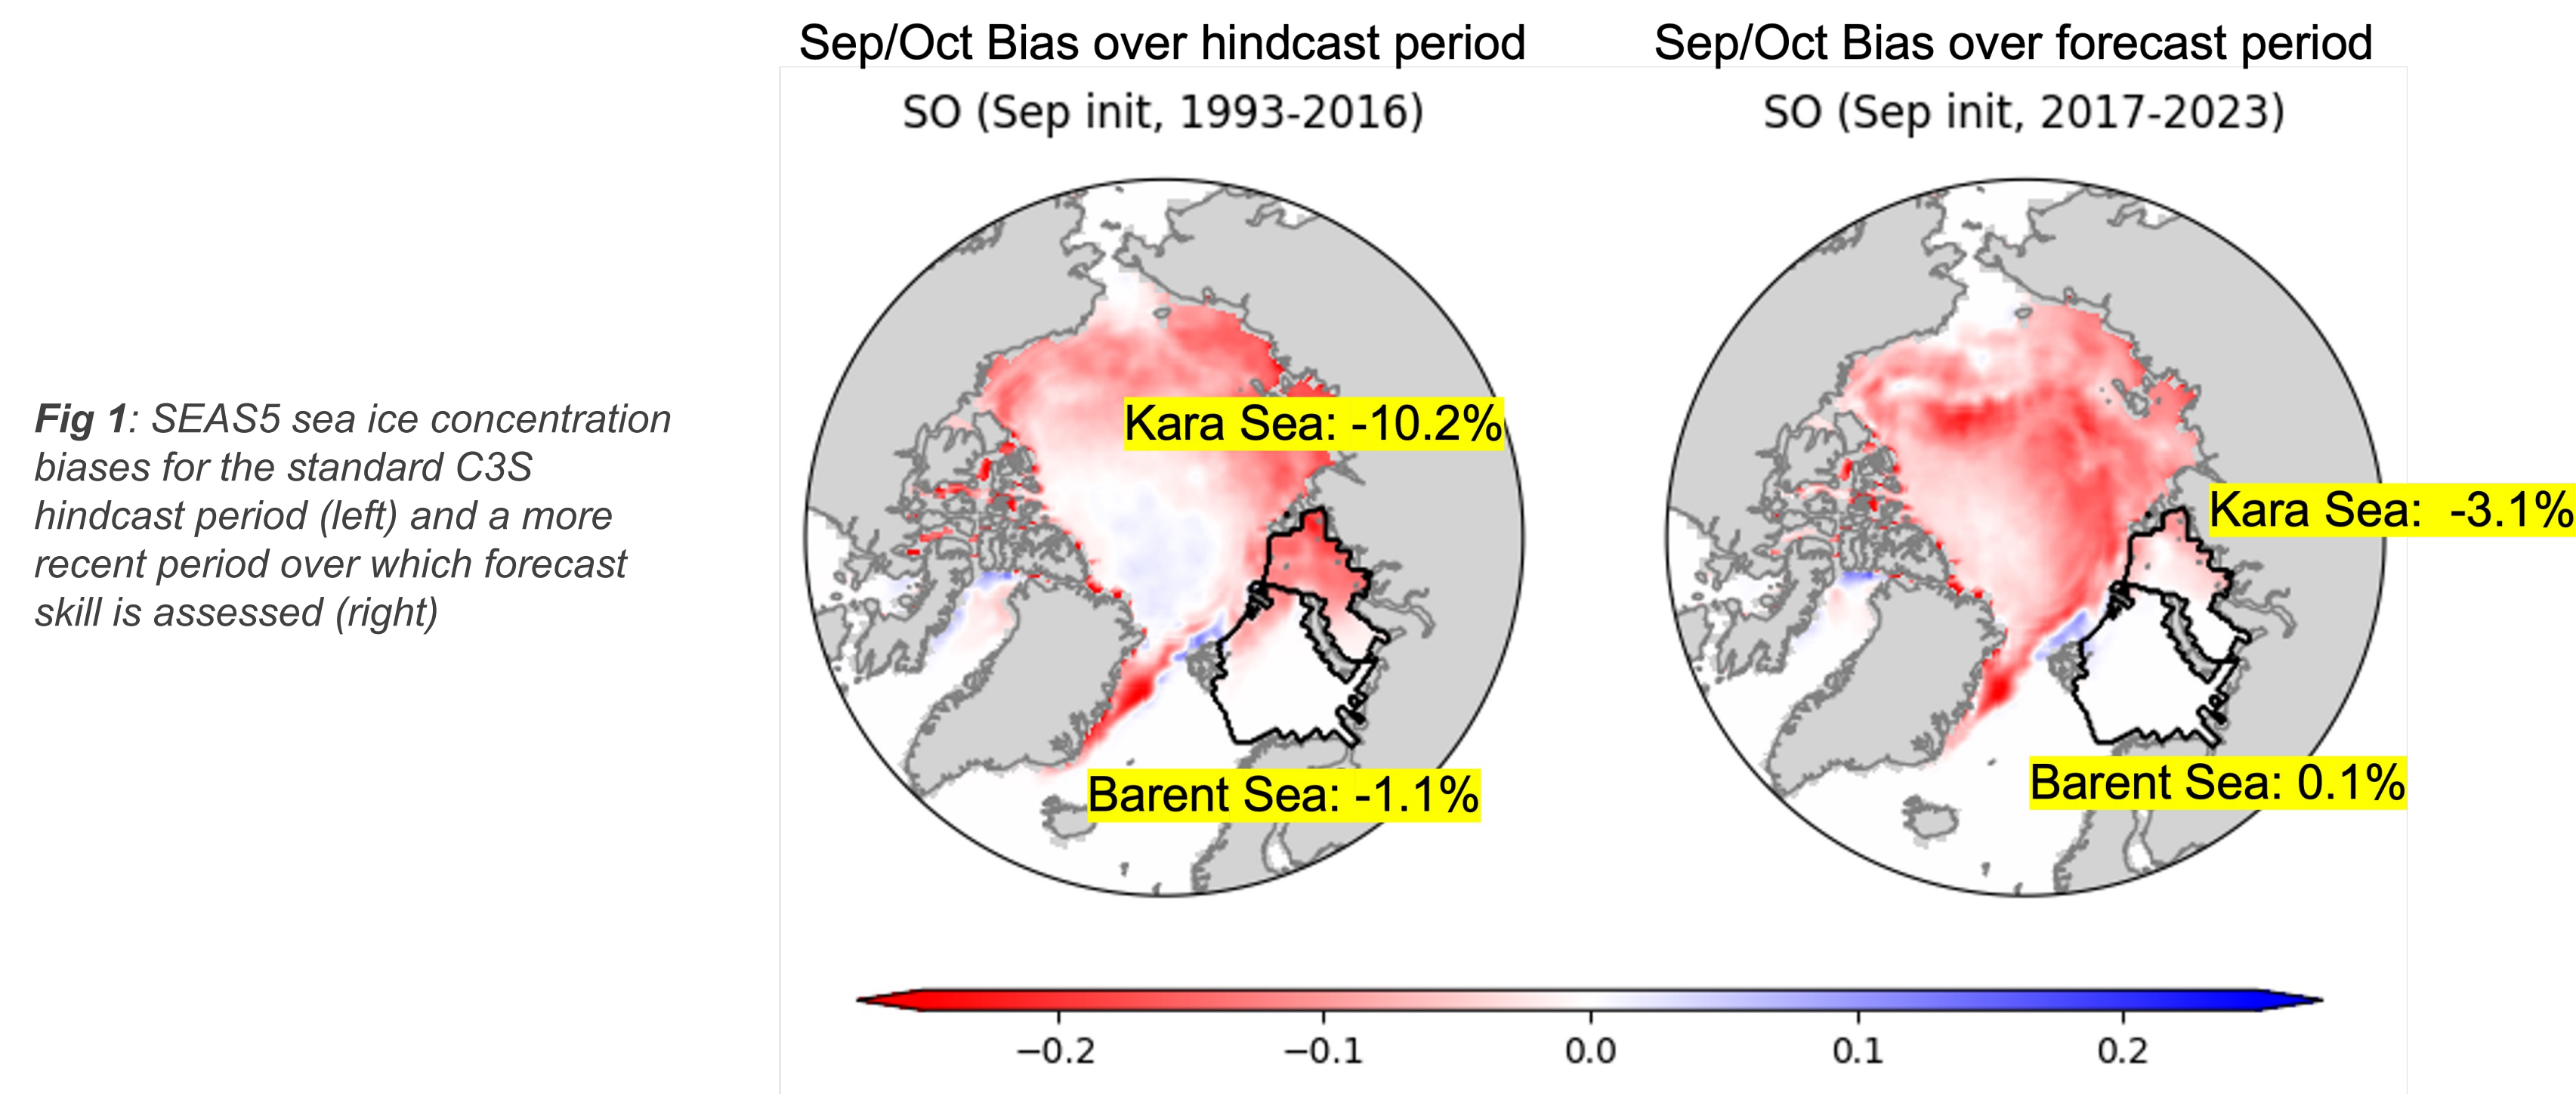 Sep/Oct Bias over hindcast period
Sep/Oct Bias over forecast period
SO (Sep init, 1993-2016)
SO (Sep init, 2017-2023)
Fig 1: SEAS5 sea ice concentration
biases for the standard C3S
hindcast period (left) and a more
recent period over which forecast
skill is assessed (right)
Kara Sea: -10.2%
Kara Sea:  -3.1%
Barent Sea: -1.1%
Barent Sea: 0.1%
−0.2
−0.1
0.0
0.1
0.2